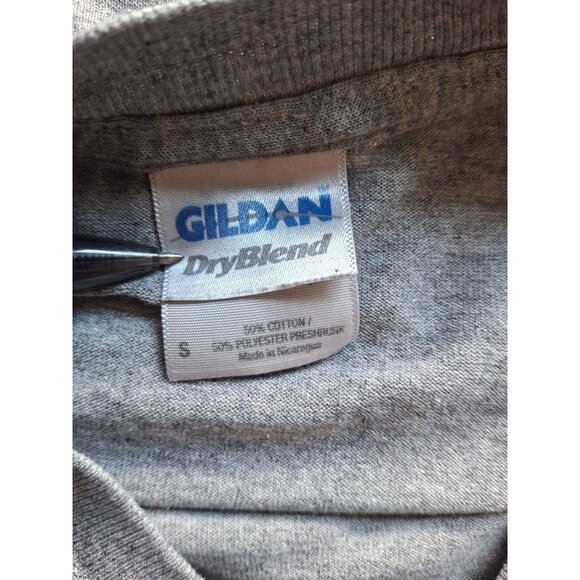 GILDAN
DryBlend
S
50% COTTON /
50% POLYESTER PRESHRUNK
Made in Nicaragua